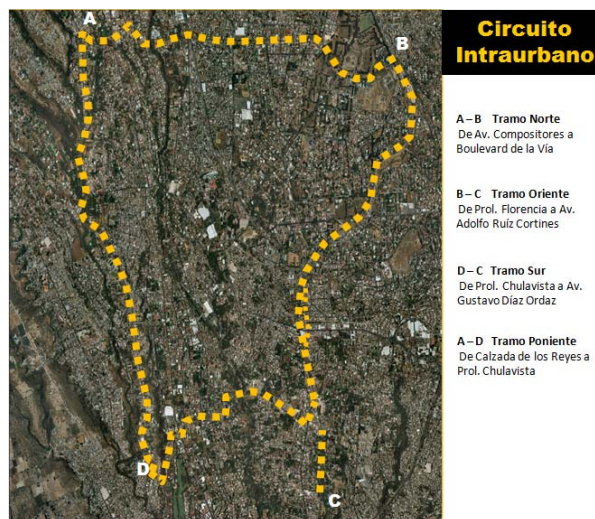 Circuito
Intraurbano
A
B
A – B Tramo Norte
De Av. Compositores a
Boulevard de la Vía
B – C Tramo Oriente
De Prol. Florencia a Av.
Adolfo Ruíz Cortines
D – C Tramo Sur
De Prol. Chulavista a Av.
Gustavo Díaz Ordaz
A – D Tramo Poniente
De Calzada de los Reyes a
Prol. Chulavista
D
C